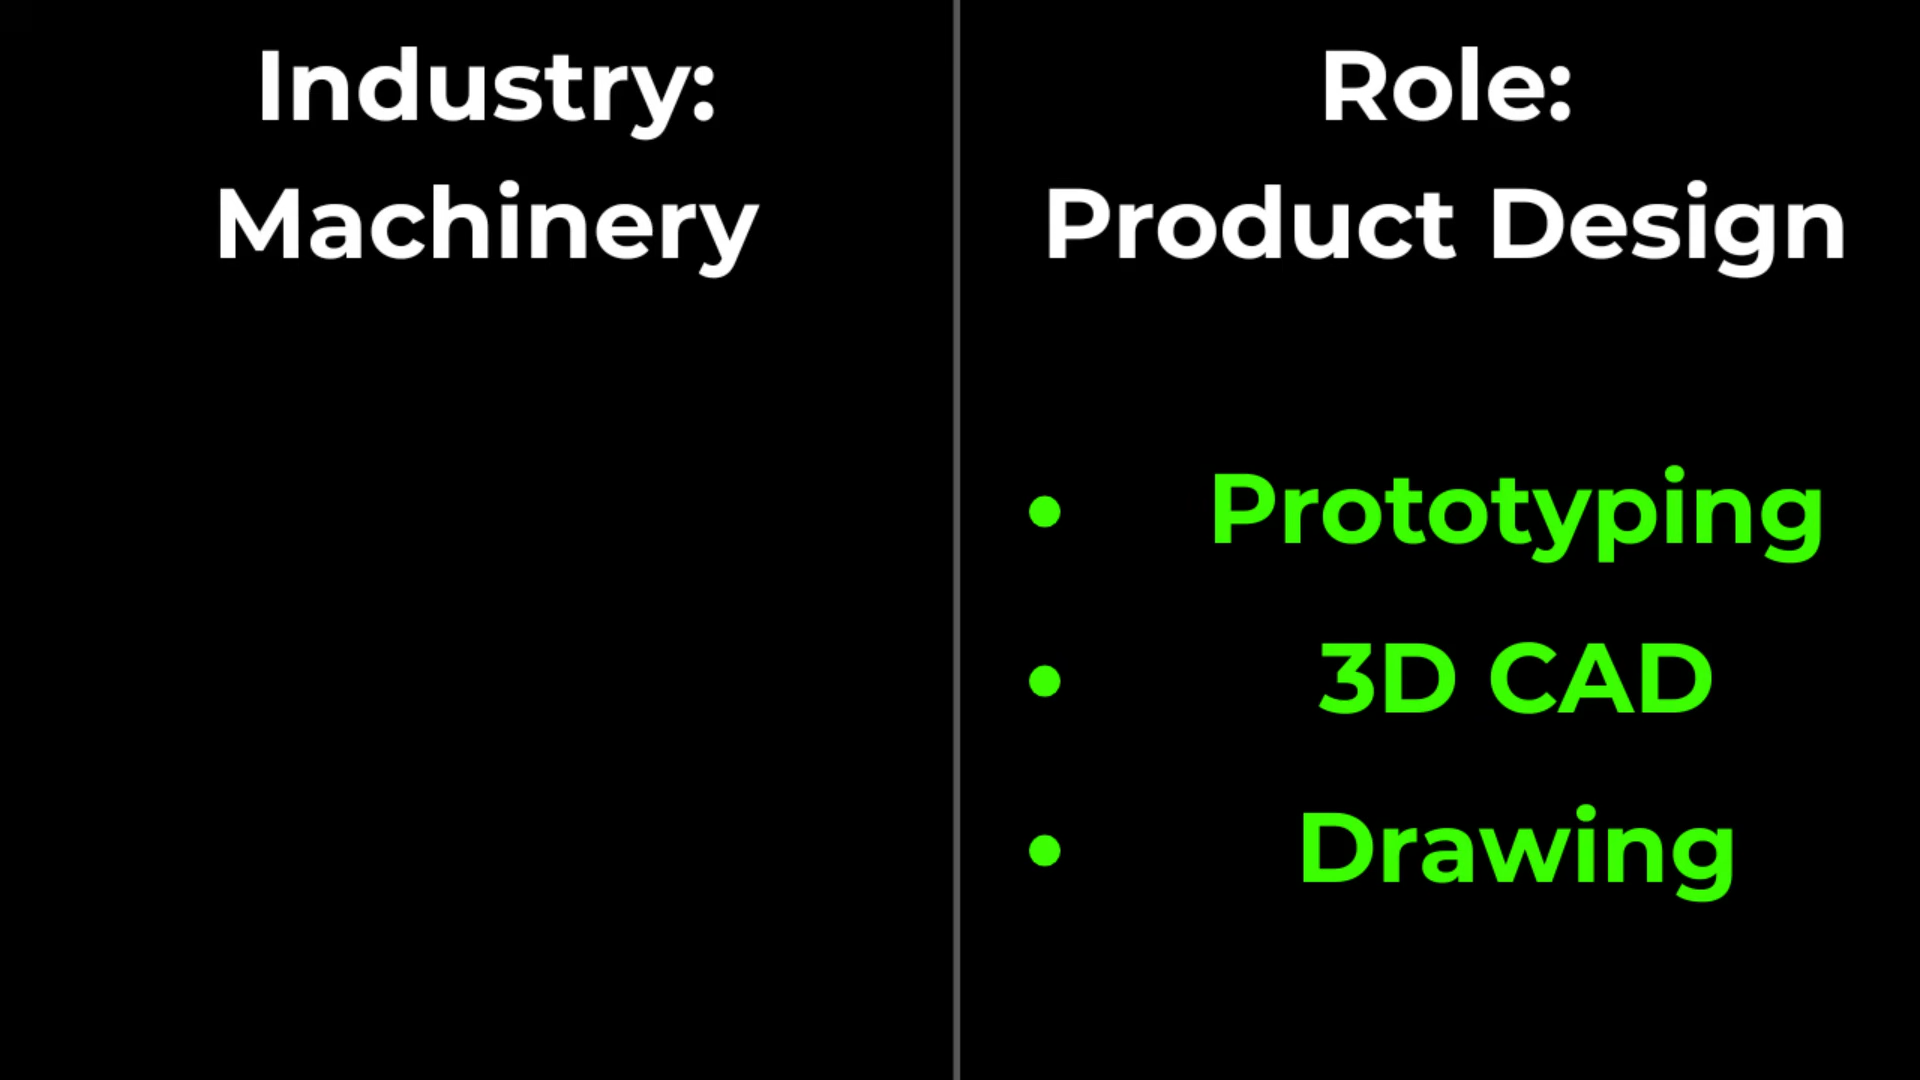 Industry:
Machinery
Role:
Product Design
• Prototyping
• 3D CAD
• Drawing